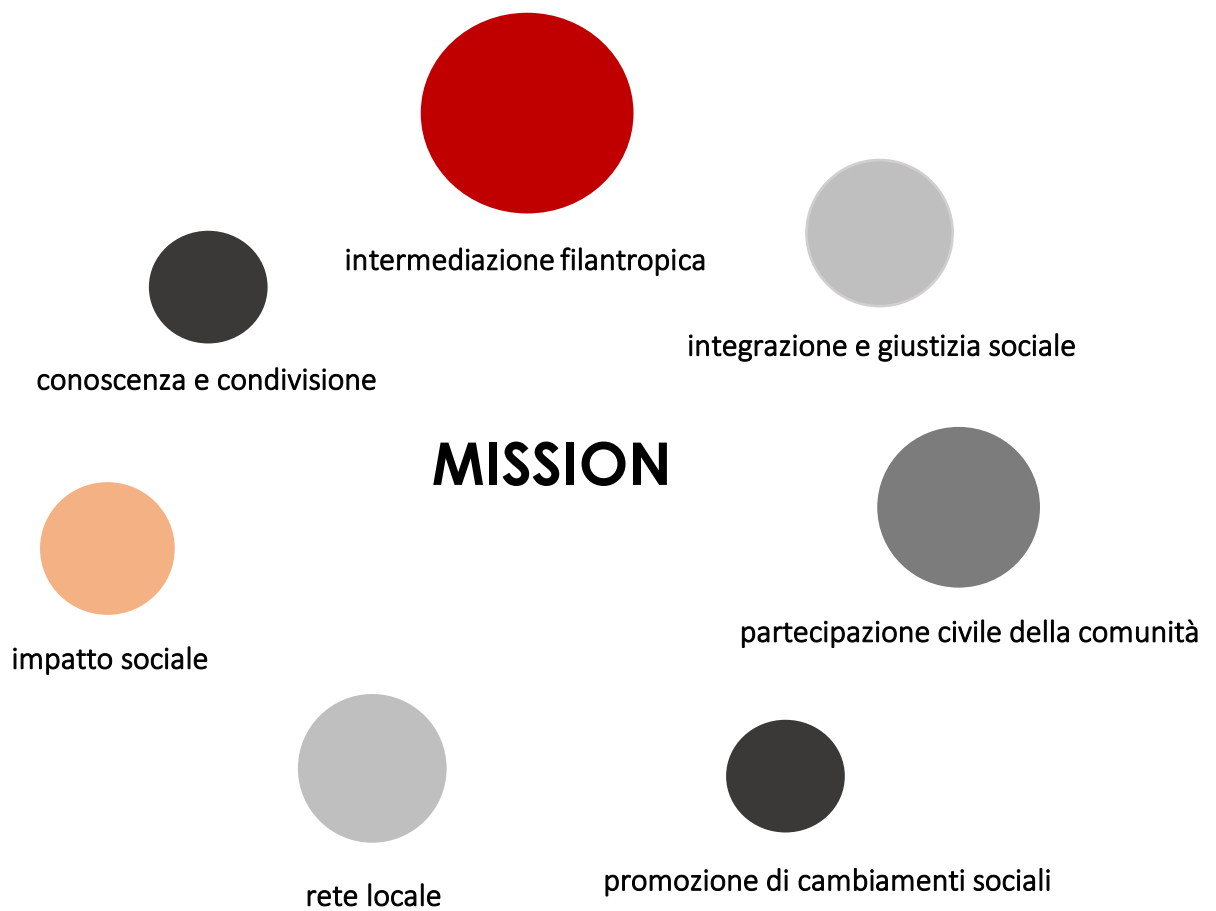 intermediazione filantropica
integrazione e giustizia sociale
conoscenza e condivisione
MISSION
partecipazione civile della comunità
impatto sociale
promozione di cambiamenti sociali
rete locale